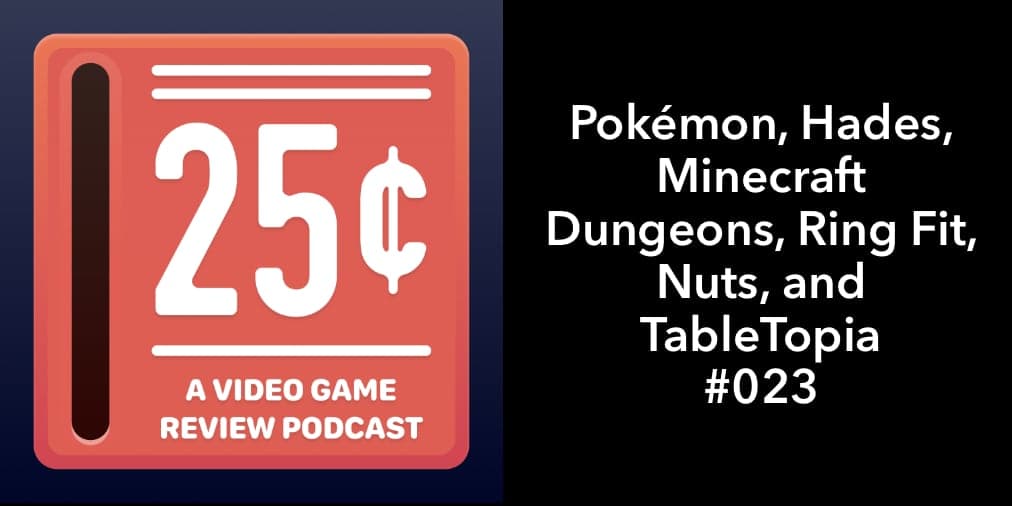 25¢
A VIDEO GAME
REVIEW PODCAST
Pokémon, Hades,
Minecraft
Dungeons, Ring Fit,
Nuts, and
TableTopia
#023